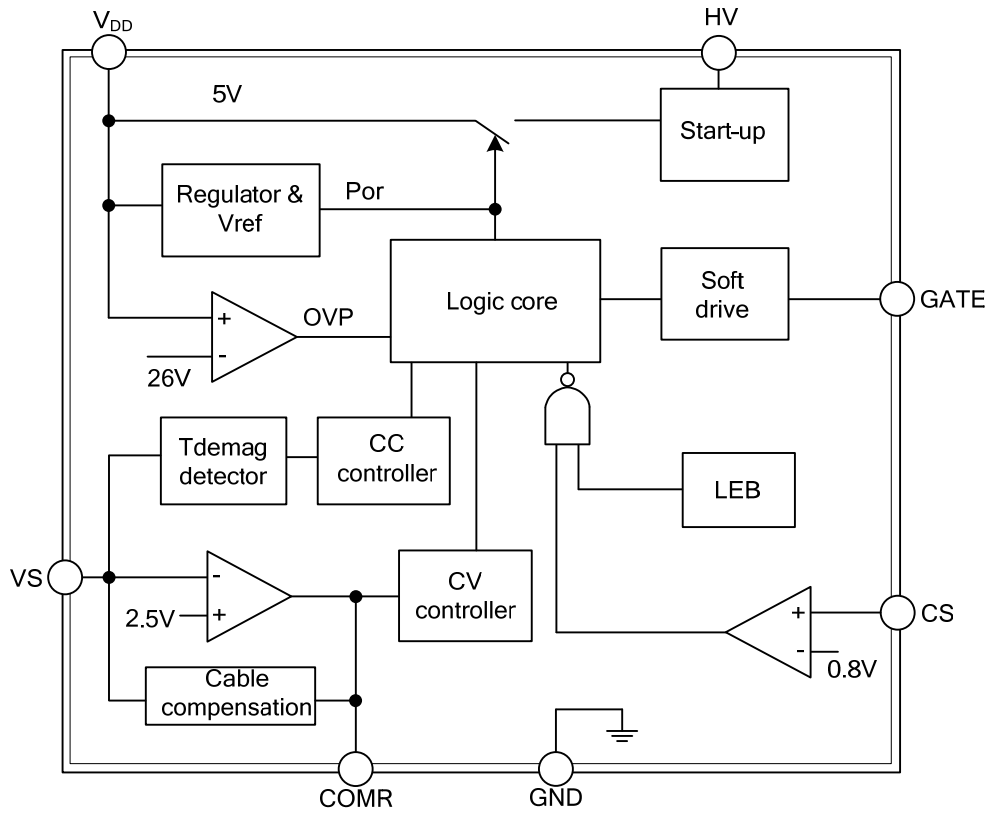 VDD
HV
5V
Start-up
Regulator &
Vref
Por
Logic core
Soft
drive
GATE
+
-
OVP
26V
Tdemag
detector
CC
controller
LEB
VS
-
+
2.5V
CV
controller
+
-
CS
0.8V
Cable
compensation
COMR
GND